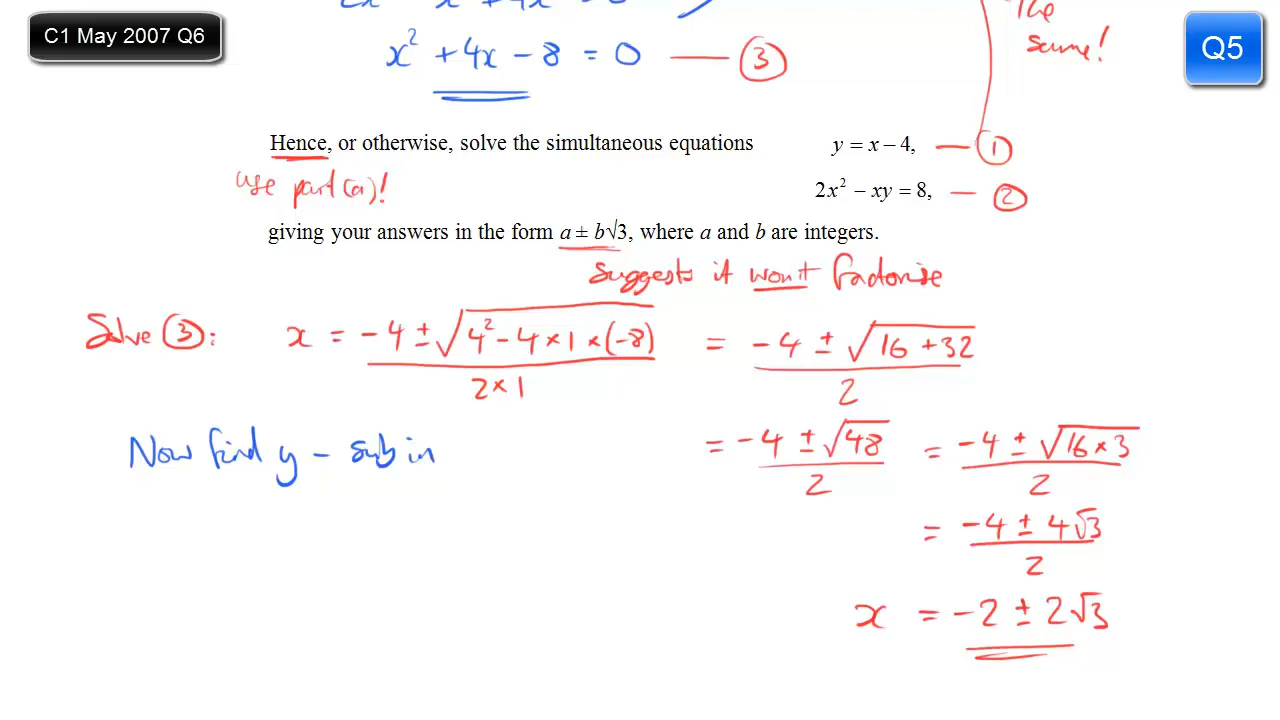 C1 May 2007 Q6
Q5
The
same!
x² + 4x - 8 = 0 — ③
Hence, or otherwise, solve the simultaneous equations
y = x − 4, — ①
use part (a)!
2x² − xy = 8, — ②
giving your answers in the form a ± b√3, where a and b are integers.
Suggests it won't factorise
Solve ③: x = -4 ± √(4² - 4 × 1 × (-8)) / 2 × 1 = -4 ± √(16 + 32) / 2
Now find y - sub in
= -4 ± √48 / 2 = -4 ± √(16 × 3) / 2
= -4 ± 4√3 / 2
x = -2 ± 2√3